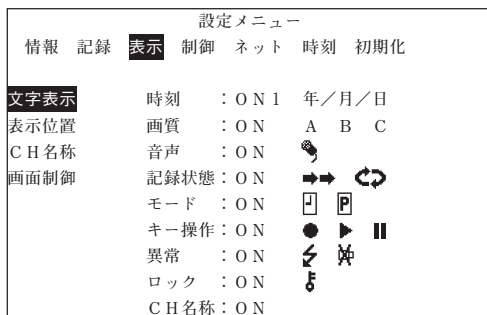 設定メニュー
情報 記録 表示 制御 ネット 時刻 初期化
文字表示 時刻 :ON1 年/月/日
表示位置 画質 :ON A B C
CH名称 音声 :ON
画面制御 記録状態:ON
モード :ON P
キー操作:ON
異常 :ON
ロック :ON
CH名称:ON